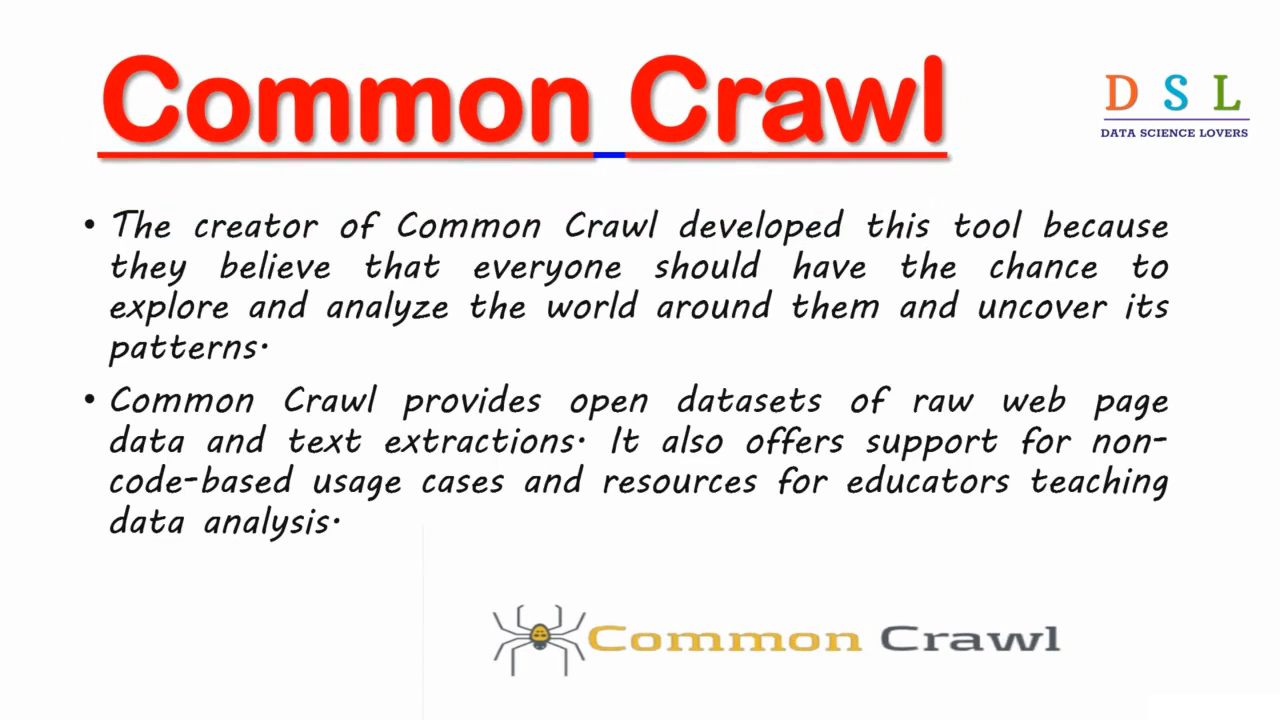 Common Crawl
D S L
DATA SCIENCE LOVERS
• The creator of Common Crawl developed this tool because
they believe that everyone should have the chance to
explore and analyze the world around them and uncover its
patterns.
• Common Crawl provides open datasets of raw web page
data and text extractions. It also offers support for non-
code-based usage cases and resources for educators teaching
data analysis.
Common Crawl